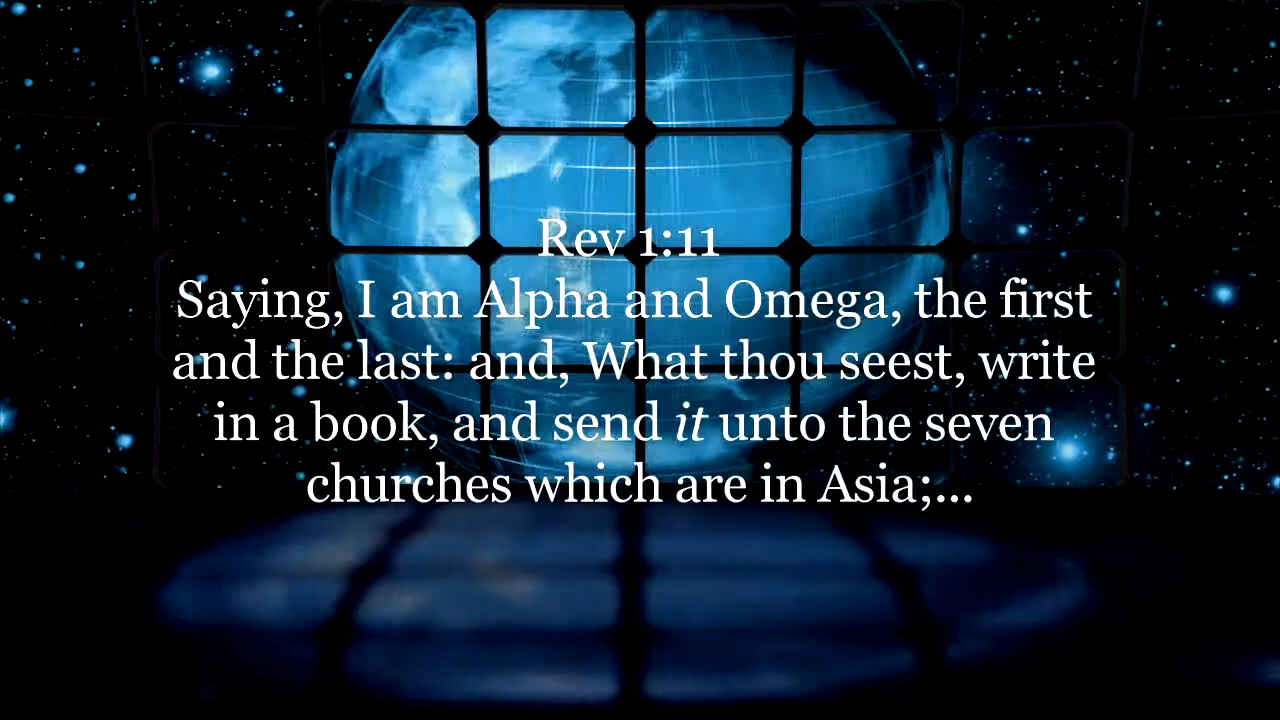 Rev 1:11
Saying, I am Alpha and Omega, the first
and the last: and, What thou seest, write
in a book, and send it unto the seven
churches which are in Asia;...